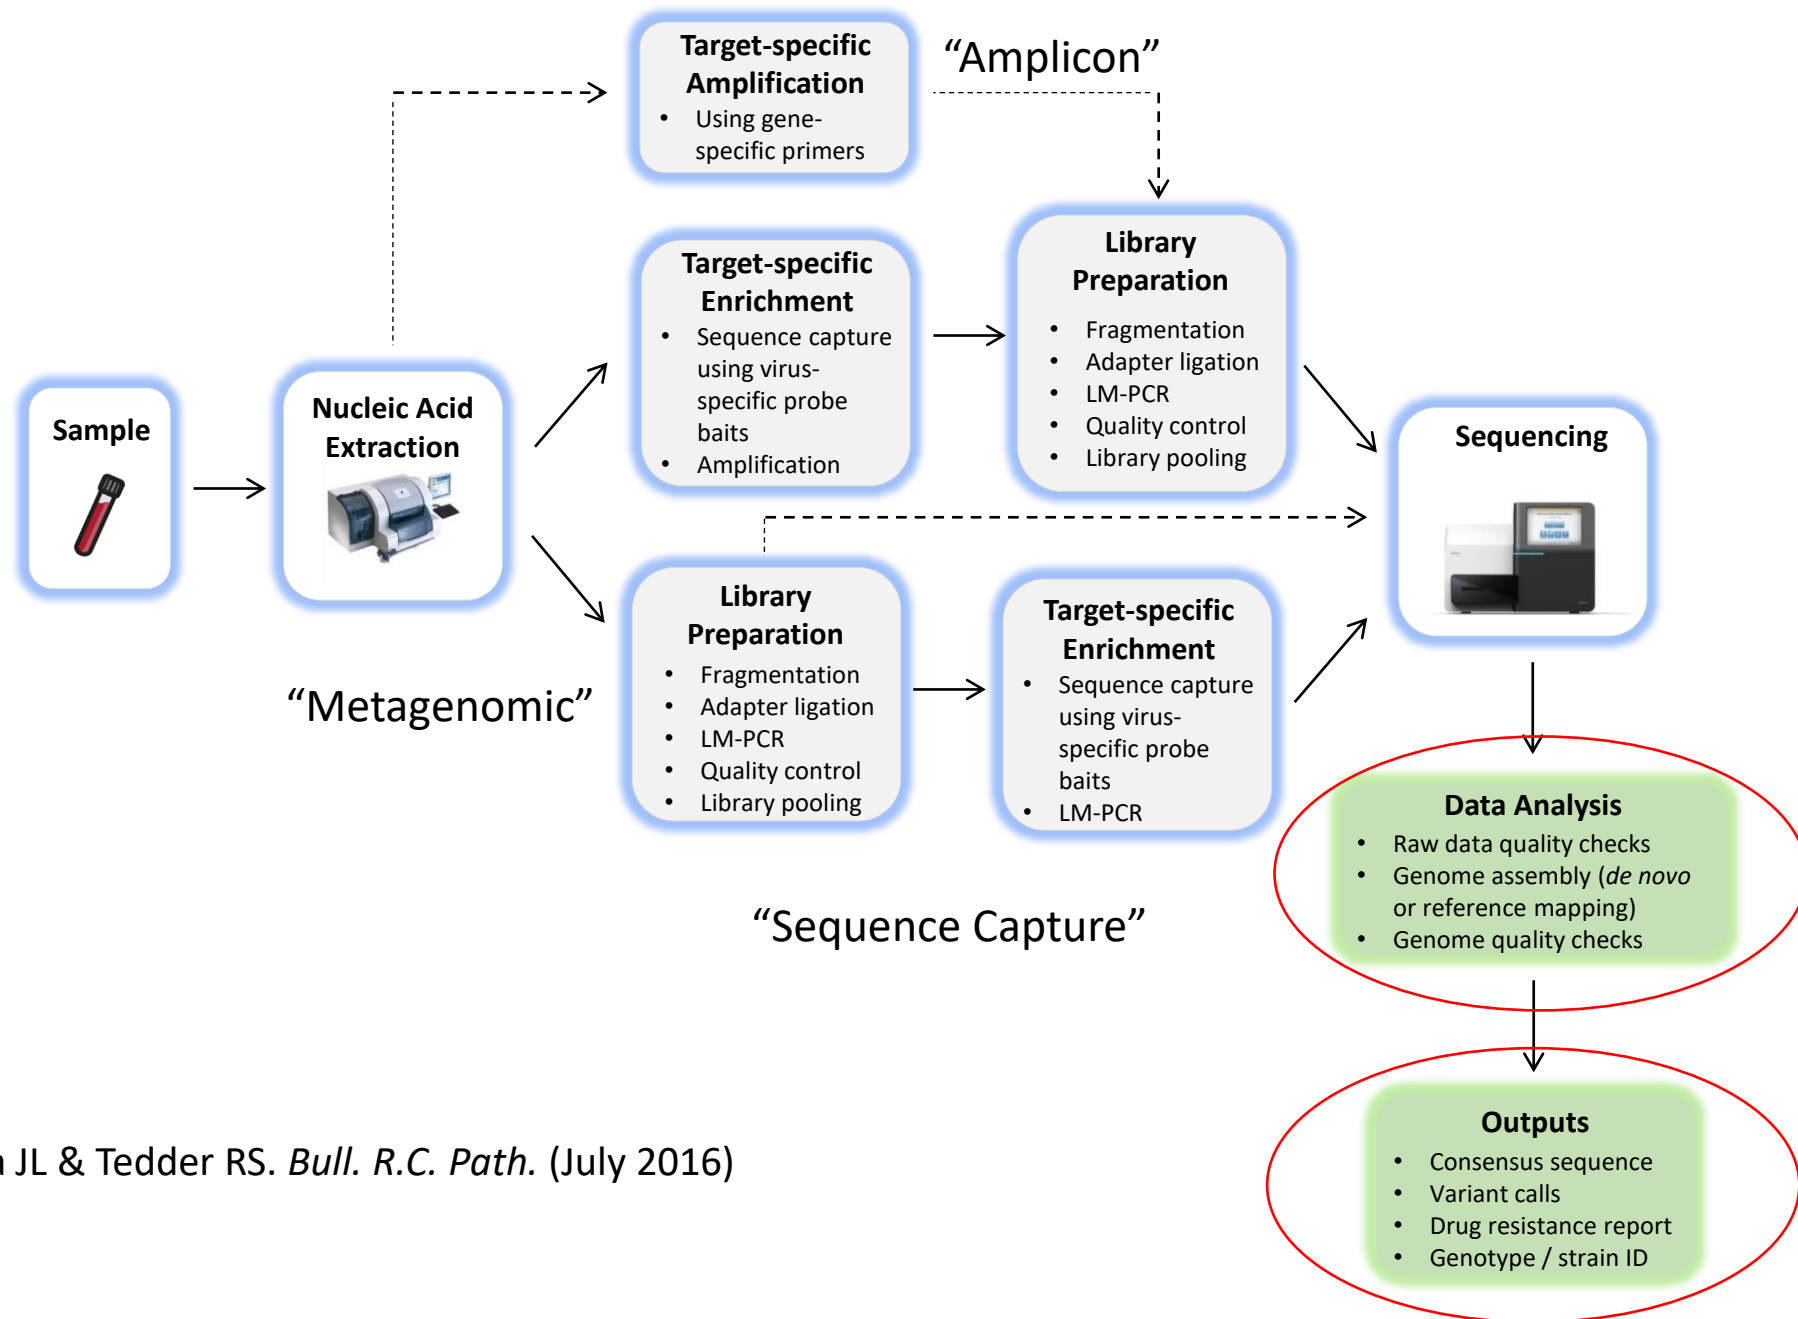 Target-specific
Amplification
• Using gene-
specific primers
“Amplicon”
Target-specific
Enrichment
• Sequence capture
using virus-
specific probe
baits
• Amplification
Library
Preparation
• Fragmentation
• Adapter ligation
• LM-PCR
• Quality control
• Library pooling
Sample
Nucleic Acid
Extraction
Sequencing
“Metagenomic”
Library
Preparation
• Fragmentation
• Adapter ligation
• LM-PCR
• Quality control
• Library pooling
Target-specific
Enrichment
• Sequence capture
using virus-
specific probe
baits
• LM-PCR
“Sequence Capture”
Data Analysis
• Raw data quality checks
• Genome assembly (de novo
or reference mapping)
• Genome quality checks
Outputs
• Consensus sequence
• Variant calls
• Drug resistance report
• Genotype / strain ID
JL & Tedder RS. Bull. R.C. Path. (July 2016)